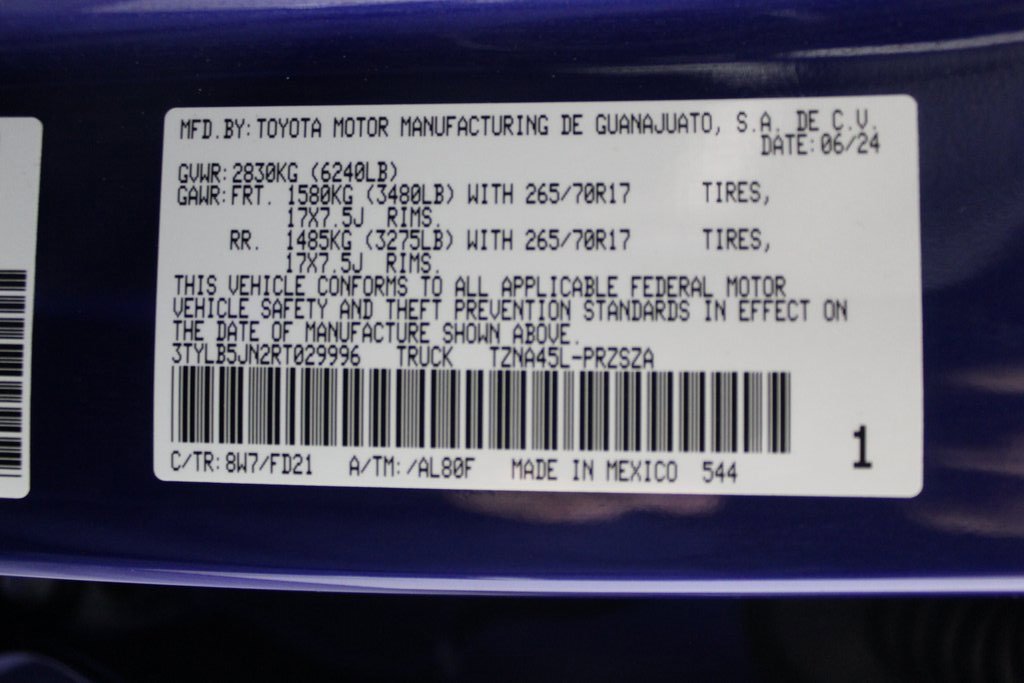 MFD.BY: TOYOTA MOTOR MANUFACTURING DE GUANAJUATO, S.A. DE C.V.
DATE: 06/24
GVWR: 2830KG (6240LB)
GAWR: FRT. 1580KG (3480LB) WITH 265/70R17 TIRES,
17X7.5J RIMS.
RR. 1485KG (3275LB) WITH 265/70R17 TIRES,
17X7.5J RIMS.
THIS VEHICLE CONFORMS TO ALL APPLICABLE FEDERAL MOTOR
VEHICLE SAFETY AND THEFT PREVENTION STANDARDS IN EFFECT ON
THE DATE OF MANUFACTURE SHOWN ABOVE.
3TYLB5JN2RT029996 TRUCK TZNA45L-PRZSZA
C/TR: 8W7/FD21 A/TM: /AL80F MADE IN MEXICO 544
1